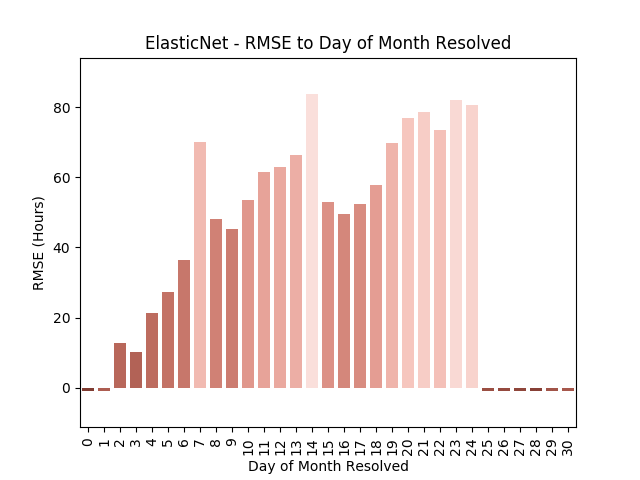 ElasticNet - RMSE to Day of Month Resolved
RMSE (Hours)
80
60
40
20
0
0 1 2 3 4 5 6 7 8 9 10 11 12 13 14 15 16 17 18 19 20 21 22 23 24 25 26 27 28 29 30
Day of Month Resolved